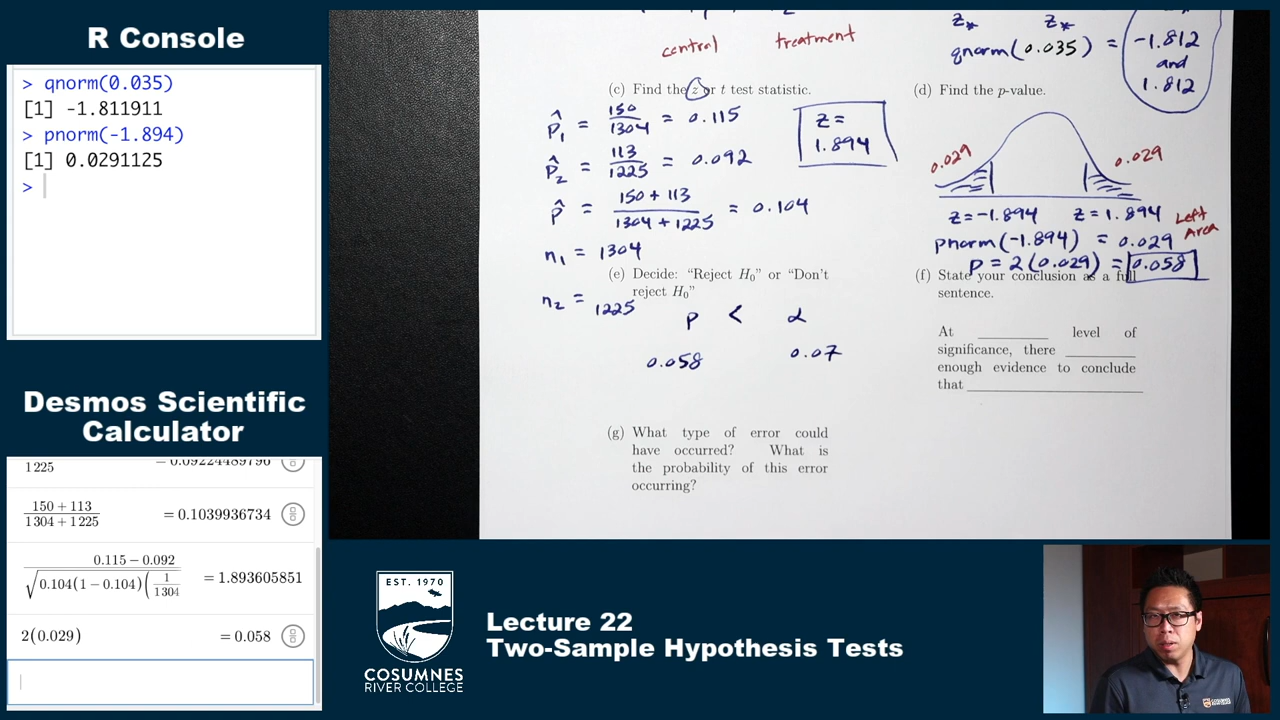 R Console
> qnorm(0.035)
[1] -1.811911
> pnorm(-1.894)
[1] 0.0291125
>
Desmos Scientific
Calculator
1225
= 0.09224489796
150 + 113
1304 + 1225
= 0.1039936734
0.115 − 0.092
√0.104(1 − 0.104)(1
1304
= 1.893605851
2(0.029)
= 0.058
control treatment
z* z*
qnorm(0.035) = -1.812
and
1.812
(c) Find the z or t test statistic.
p̂1 = 150/1304 = 0.115
p̂2 = 113/1225 = 0.092
p̂ = 150 + 113 / 1304 + 1225 = 0.104
n1 = 1304
n2 = 1225
z =
1.894
(d) Find the p-value.
0.029 0.029
z = -1.894 z = 1.894
Left
Area
pnorm(-1.894) = 0.029
p = 2(0.029) = 0.058
(e) Decide: “Reject H0” or “Don’t
reject H0”
p < α
0.058 0.07
(f) State your conclusion as a full
sentence.
At ________ level of
significance, there ________
enough evidence to conclude
that ________________
(g) What type of error could
have occurred? What is
the probability of this error
occurring?
EST. 1970
COSUMNES
RIVER COLLEGE
Lecture 22
Two-Sample Hypothesis Tests